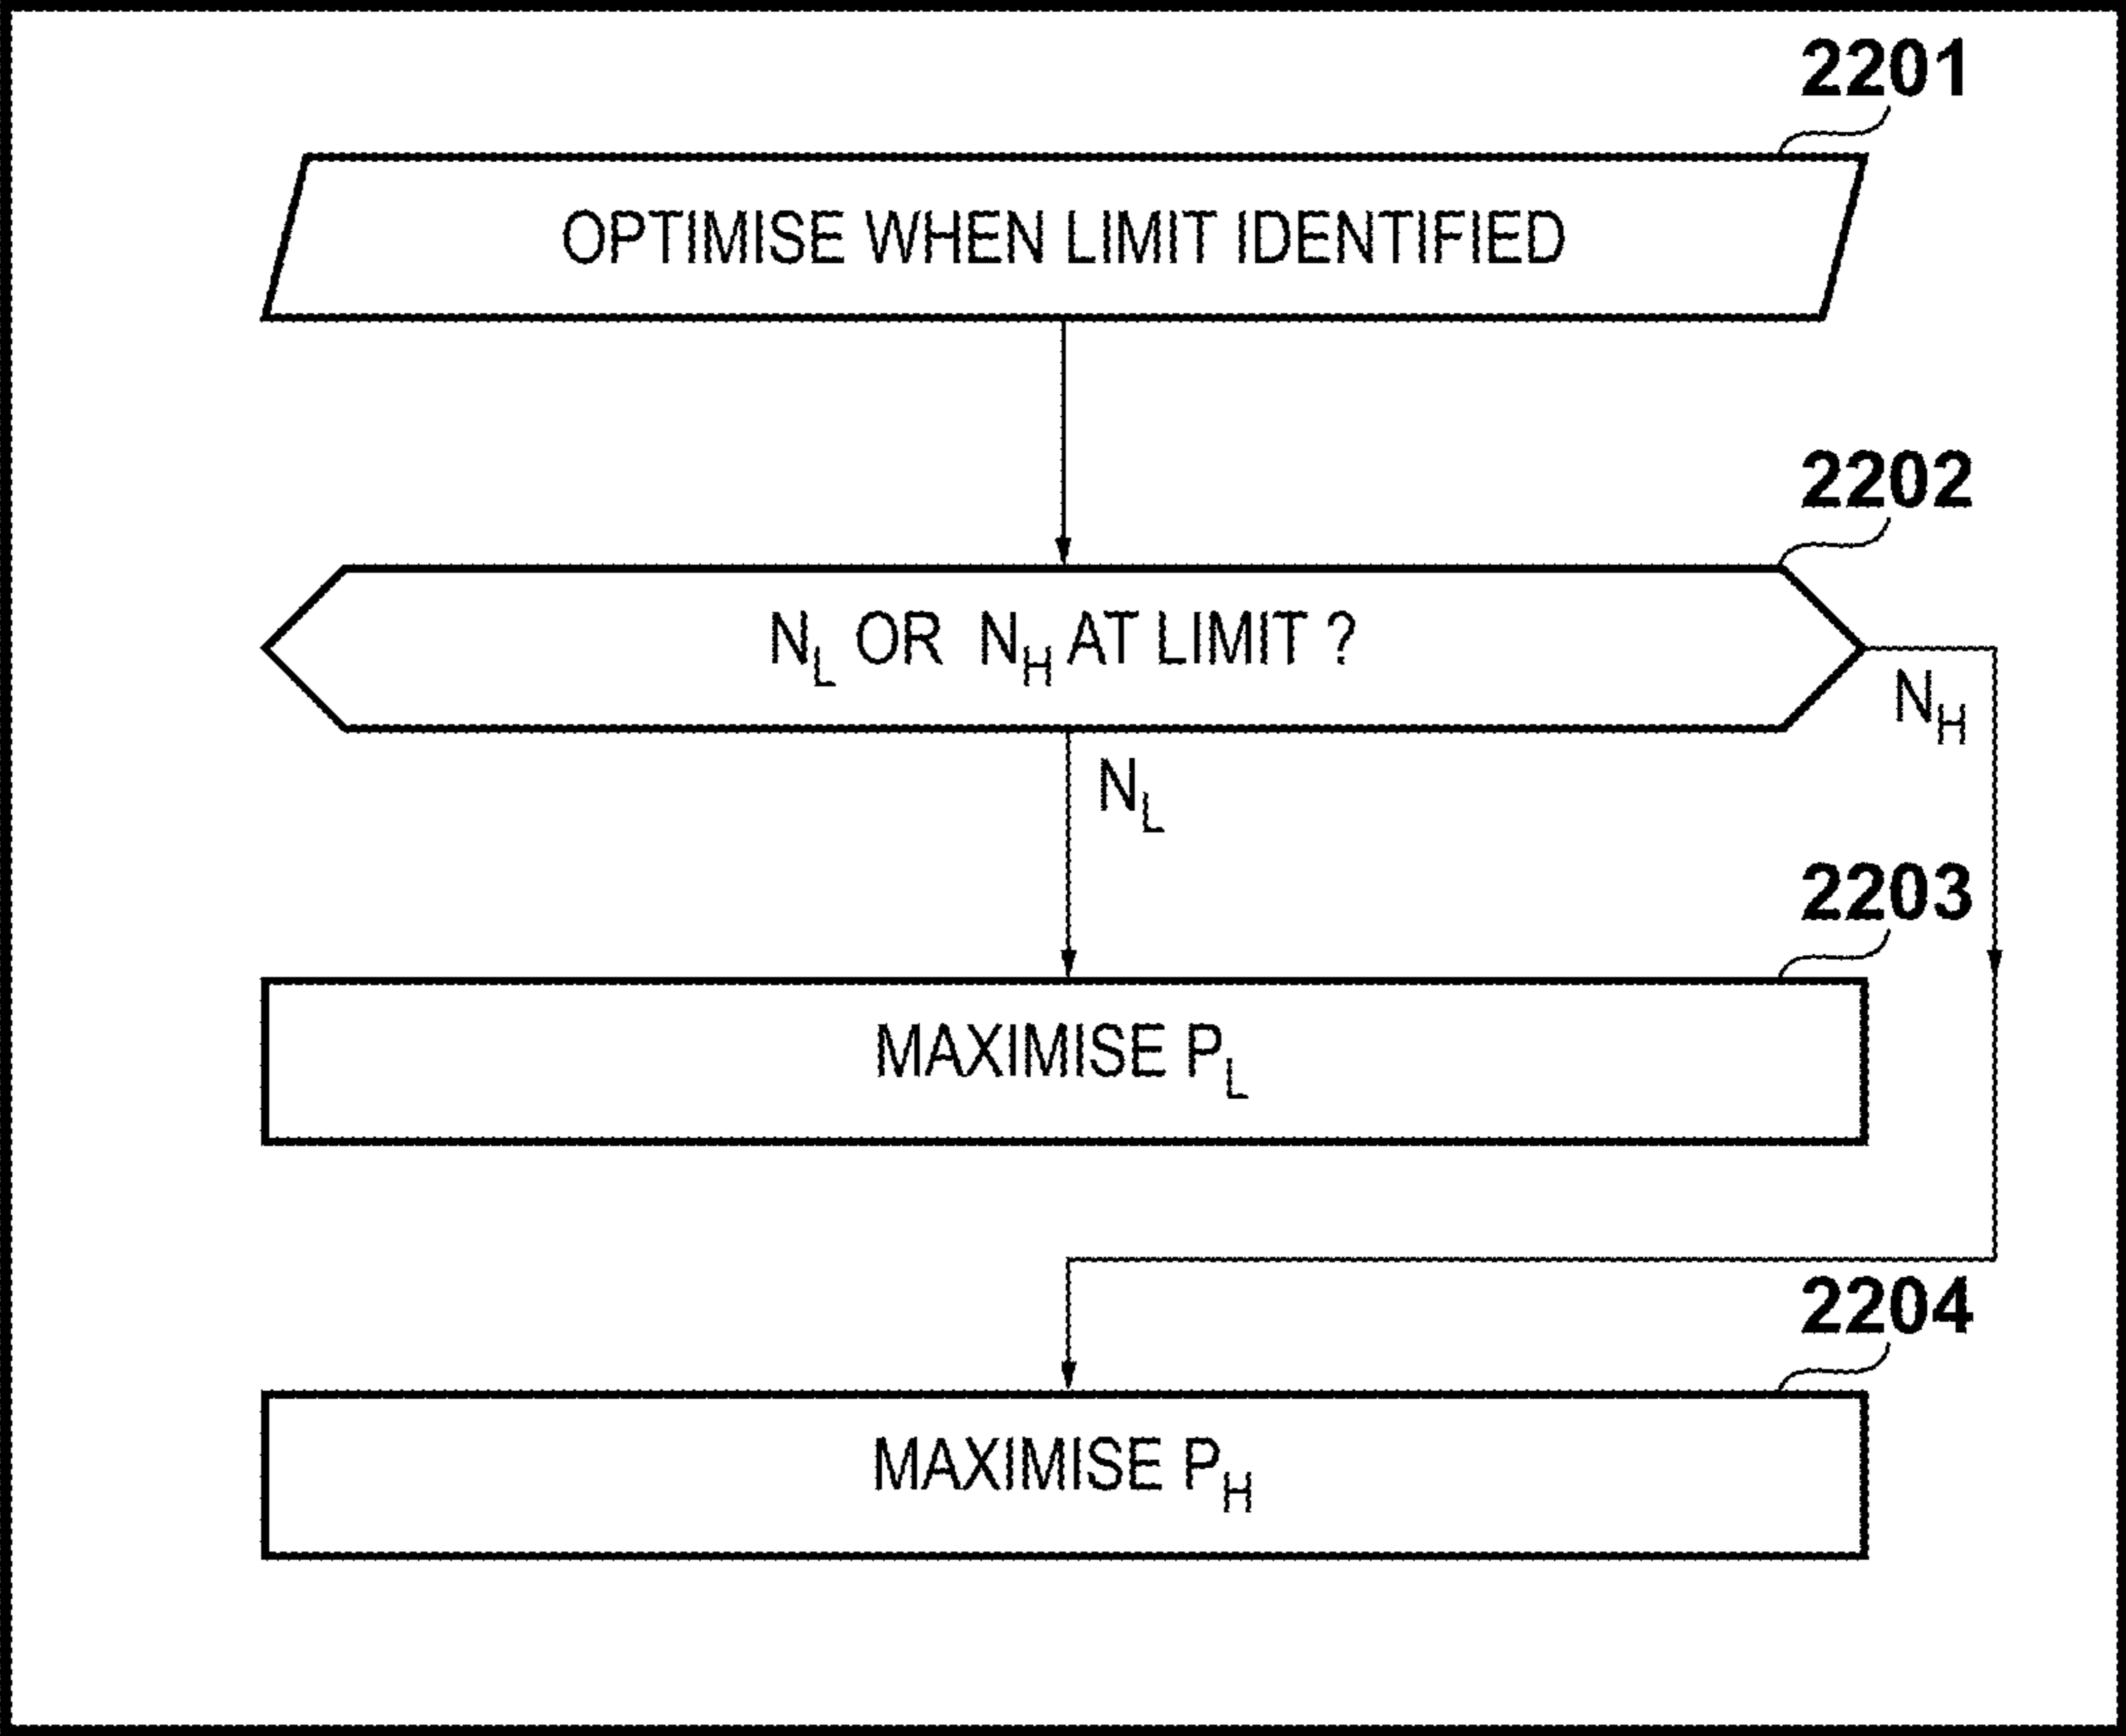 2201
OPTIMISE WHEN LIMIT IDENTIFIED
2202
N_L OR N_H AT LIMIT ?
N_H
N_L
2203
MAXIMISE P_L
2204
MAXIMISE P_H